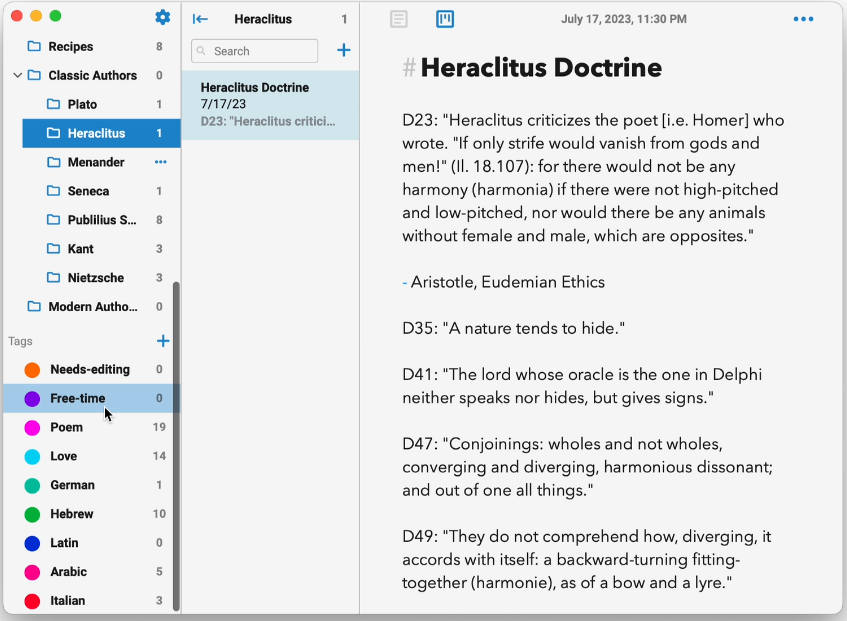 Recipes 8
Classic Authors 0
Plato 1
Heraclitus 1
Menander •••
Seneca 1
Publilius S... 8
Kant 3
Nietzsche 3
Modern Autho... 0
Tags +
Needs-editing 0
Free-time 0
Poem 19
Love 14
German 1
Hebrew 10
Latin 0
Arabic 5
Italian 3
Heraclitus 1
Search +
Heraclitus Doctrine
7/17/23
D23: "Heraclitus critici...
July 17, 2023, 11:30 PM •••
# Heraclitus Doctrine
D23: "Heraclitus criticizes the poet [i.e. Homer] who
wrote. "If only strife would vanish from gods and
men!" (Il. 18.107): for there would not be any
harmony (harmonia) if there were not high-pitched
and low-pitched, nor would there be any animals
without female and male, which are opposites."
- Aristotle, Eudemian Ethics
D35: "A nature tends to hide."
D41: "The lord whose oracle is the one in Delphi
neither speaks nor hides, but gives signs."
D47: "Conjoinings: wholes and not wholes,
converging and diverging, harmonious dissonant;
and out of one all things."
D49: "They do not comprehend how, diverging, it
accords with itself: a backward-turning fitting-
together (harmonie), as of a bow and a lyre."